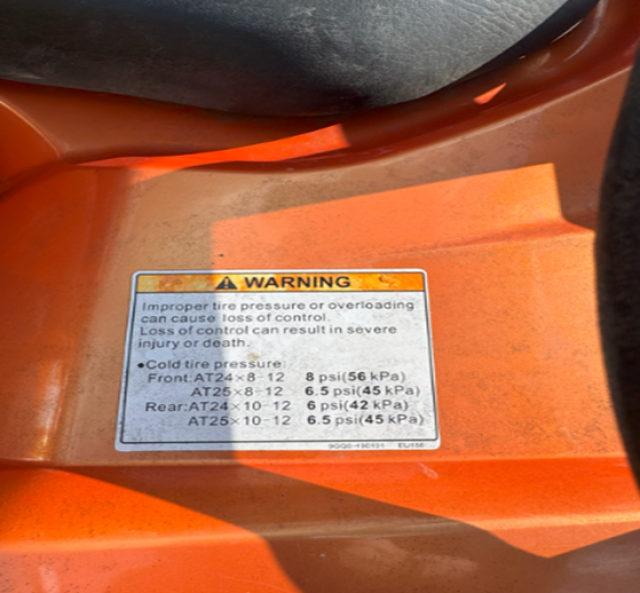 WARNING
Improper tire pressure or overloading
can cause loss of control.
Loss of control can result in severe
injury or death.
•Cold tire pressure:
Front:AT24×8-12 8 psi(56 kPa)
AT25×8-12 6.5 psi(45 kPa)
Rear:AT24×10-12 6 psi(42 kPa)
AT25×10-12 6.5 psi(45 kPa)